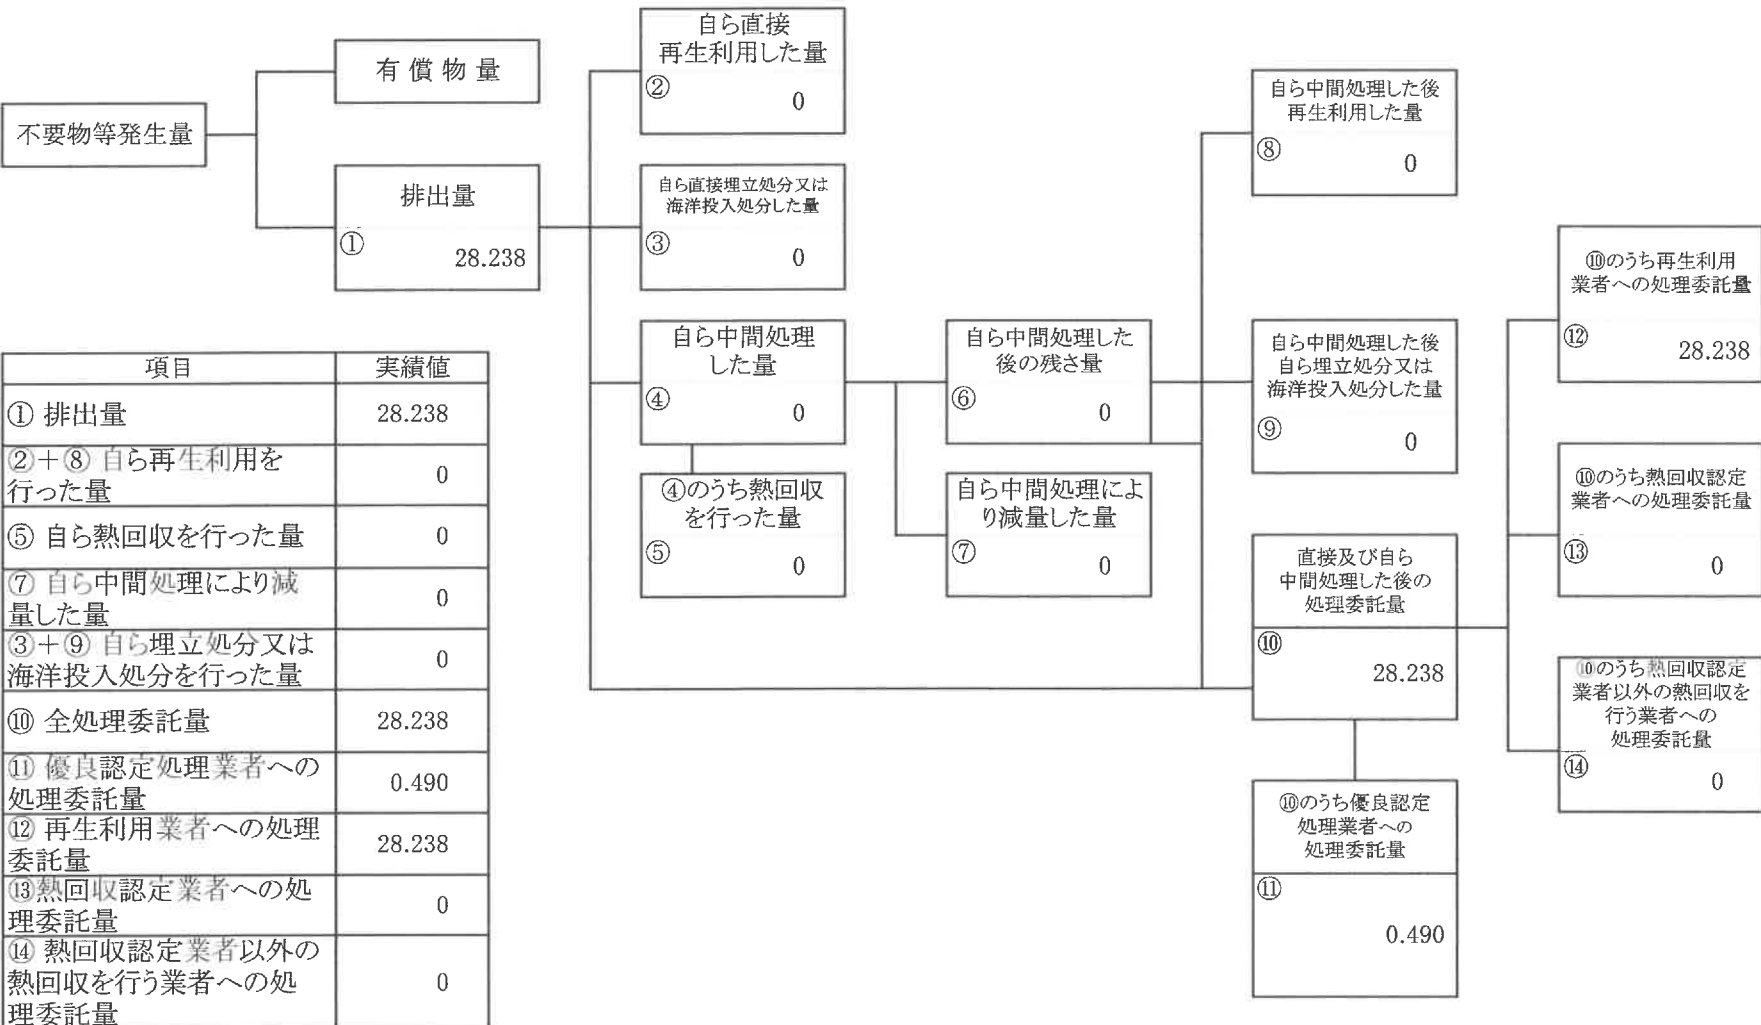 不要物等発生量
有償物量
排出量
①
28.238
自ら直接
再生利用した量
②
0
自ら直接埋立処分又は
海洋投入処分した量
③
0
自ら中間処理
した量
④
0
④のうち熱回収
を行った量
⑤
0
自ら中間処理した
後の残さ量
⑥
0
自ら中間処理によ
り減量した量
⑦
0
自ら中間処理した後
再生利用した量
⑧
0
自ら中間処理した後
自ら埋立処分又は
海洋投入処分した量
⑨
0
直接及び自ら
中間処理した後の
処理委託量
⑩
28.238
⑩のうち優良認定
処理業者への
処理委託量
⑪
0.490
⑩のうち再生利用
業者への処理委託量
⑫
28.238
⑩のうち熱回収認定
業者への処理委託量
⑬
0
⑩のうち熱回収認定
業者以外の熱回収を
行う業者への
処理委託量
⑭
0
項目 実績値
① 排出量 28.238
②+⑧ 自ら再生利用を
行った量 0
⑤ 自ら熱回収を行った量 0
⑦ 自ら中間処理により減
量した量 0
③+⑨ 自ら埋立処分又は
海洋投入処分を行った量 0
⑩ 全処理委託量 28.238
⑪ 優良認定処理業者への
処理委託量 0.490
⑫ 再生利用業者への処理
委託量 28.238
⑬熱回収認定業者への処
理委託量 0
⑭ 熱回収認定業者以外の
熱回収を行う業者への処
理委託量 0